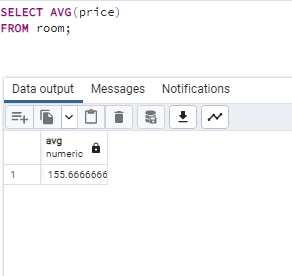 SELECT AVG(price)
FROM room;
Data output Messages Notifications
avg
numeric
1 155.6666666